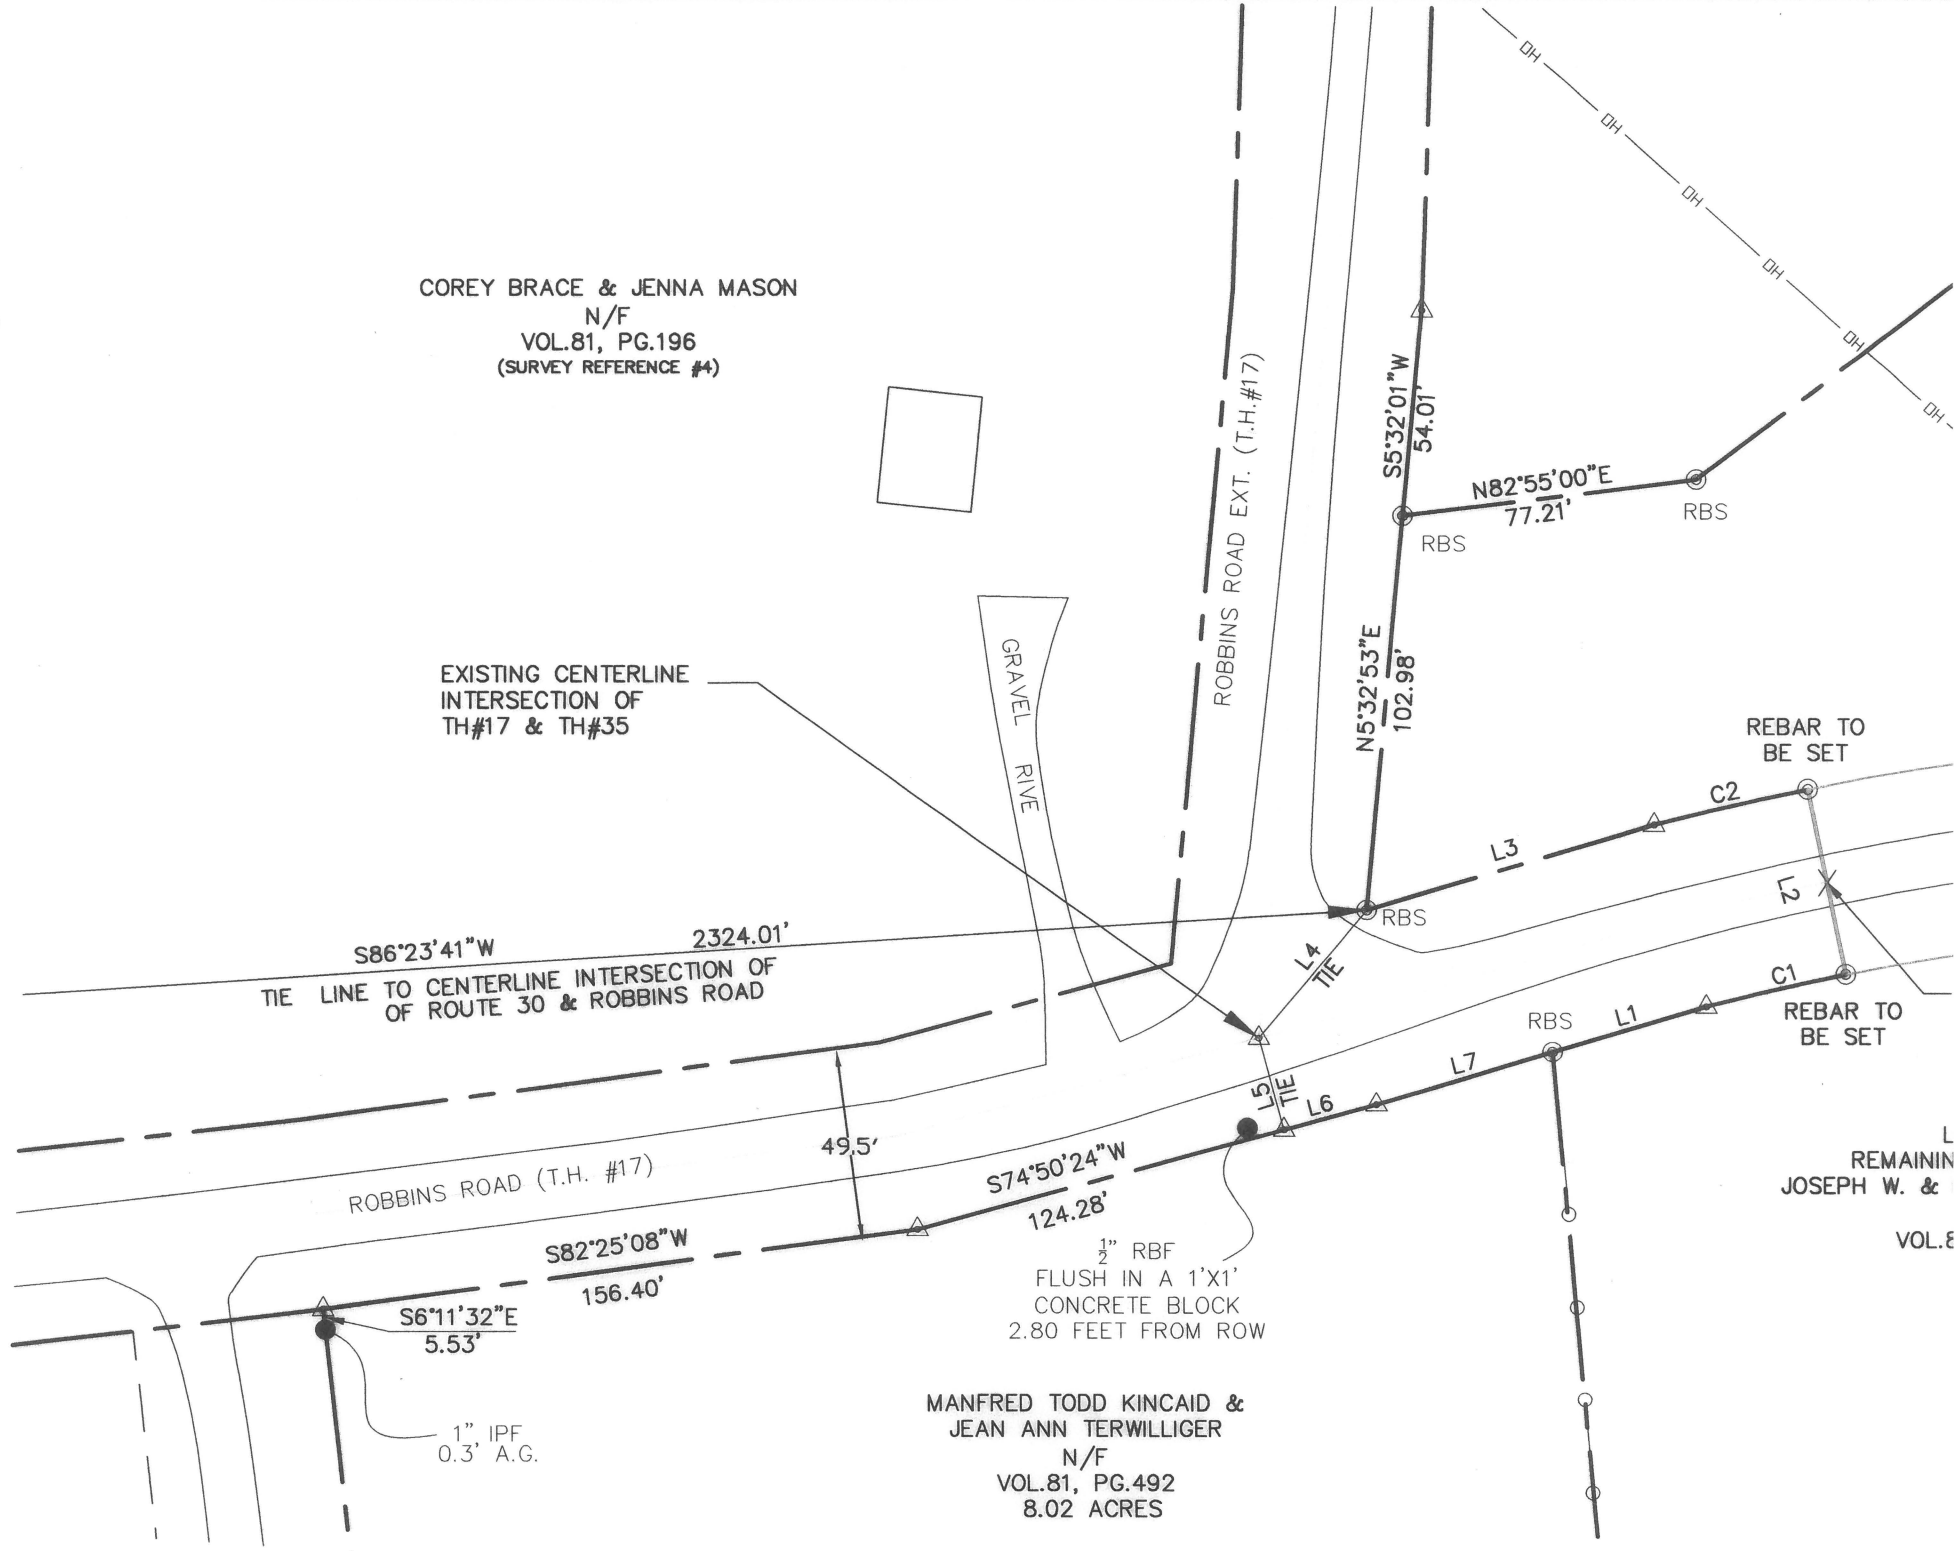 OH
OH
OH
OH
OH
OH
COREY BRACE & JENNA MASON
N/F
VOL.81, PG.196
(SURVEY REFERENCE #4)
ROBBINS ROAD EXT. (T.H.#17)
S5°32'01"W
54.01'
N82°55'00"E
77.21'
RBS
RBS
GRAVEL RIVE
EXISTING CENTERLINE
INTERSECTION OF
TH#17 & TH#35
N5°32'53"E
102.98'
REBAR TO
BE SET
C2
L3
L2
RBS
S86°23'41"W 2324.01'
TIE LINE TO CENTERLINE INTERSECTION OF
OF ROUTE 30 & ROBBINS ROAD
L4
TIE
C1
REBAR TO
BE SET
RBS
L1
L7
L5
TIE
L6
49.5'
ROBBINS ROAD (T.H. #17)
S74°50'24"W
124.28'
S82°25'08"W
156.40'
S6°11'32"E
5.53'
1" IPF
0.3' A.G.
½" RBF
FLUSH IN A 1'X1'
CONCRETE BLOCK
2.80 FEET FROM ROW
L
REMAININ
JOSEPH W. &
VOL.8
MANFRED TODD KINCAID &
JEAN ANN TERWILLIGER
N/F
VOL.81, PG.492
8.02 ACRES